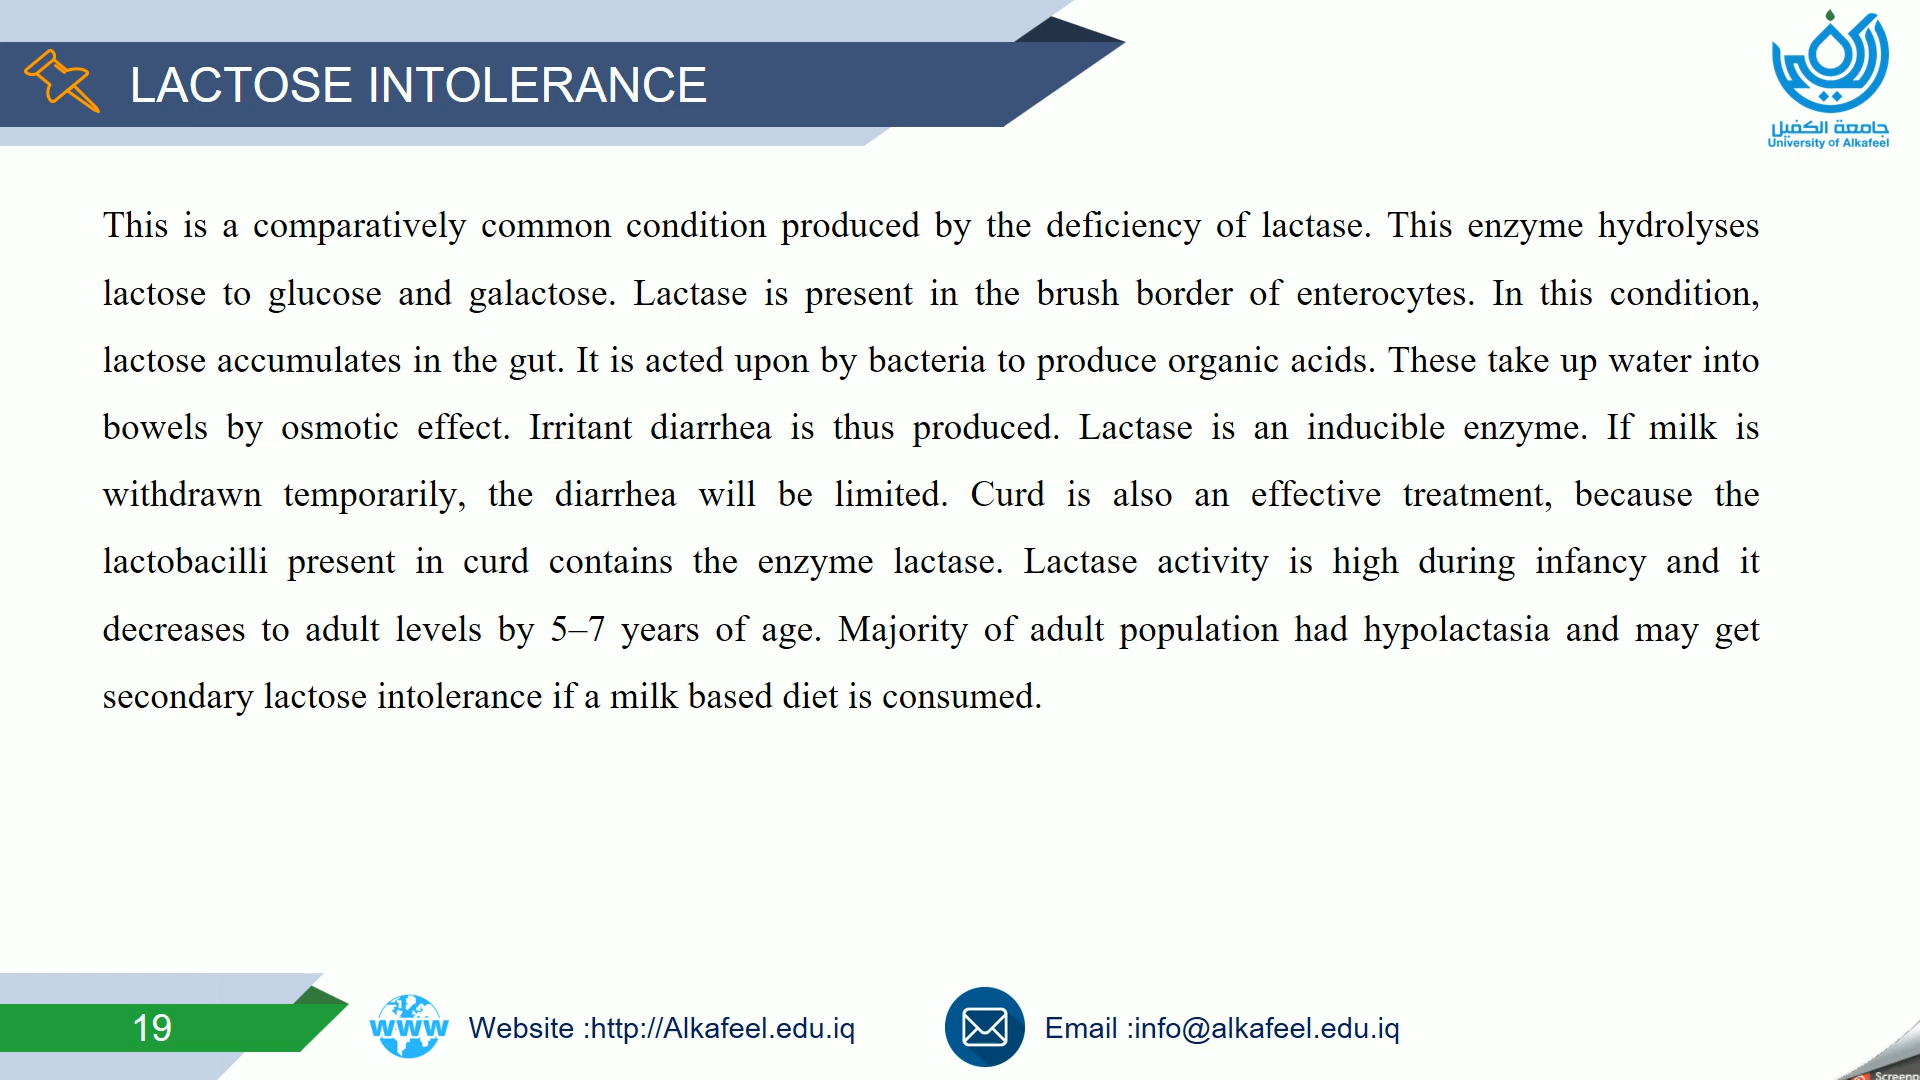 LACTOSE INTOLERANCE
جامعة الكفيل
University of Alkafeel
This is a comparatively common condition produced by the deficiency of lactase. This enzyme hydrolyses
lactose to glucose and galactose. Lactase is present in the brush border of enterocytes. In this condition,
lactose accumulates in the gut. It is acted upon by bacteria to produce organic acids. These take up water into
bowels by osmotic effect. Irritant diarrhea is thus produced. Lactase is an inducible enzyme. If milk is
withdrawn temporarily, the diarrhea will be limited. Curd is also an effective treatment, because the
lactobacilli present in curd contains the enzyme lactase. Lactase activity is high during infancy and it
decreases to adult levels by 5–7 years of age. Majority of adult population had hypolactasia and may get
secondary lactose intolerance if a milk based diet is consumed.
19
www
Website :http://Alkafeel.edu.iq
Email :info@alkafeel.edu.iq